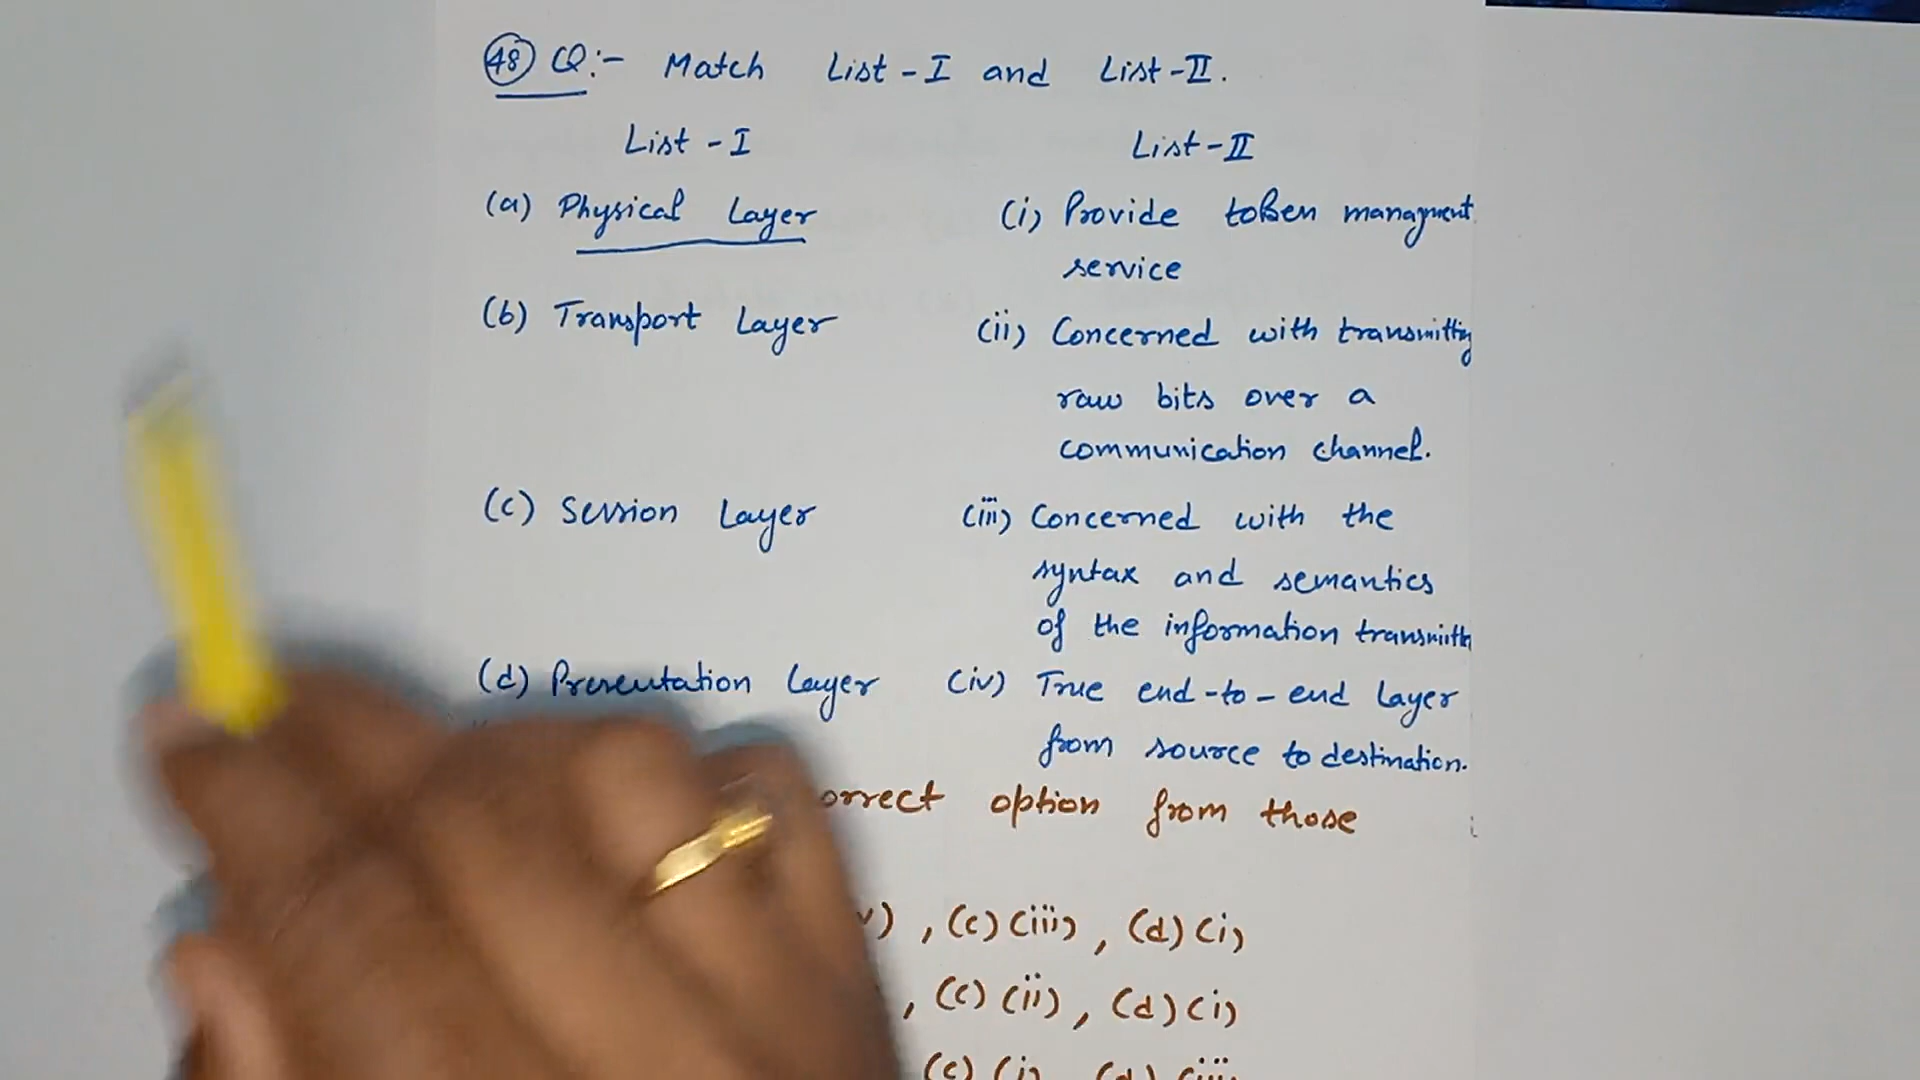 48 Q:- Match List-I and List-II.
List-I List-II
(a) Physical Layer (i) Provide token managment
service
(b) Transport Layer (ii) Concerned with transmitting
raw bits over a
communication channel.
(c) Session Layer (iii) Concerned with the
syntax and semantics
of the information
(d) Presentation Layer (iv) True end-to-end Layer
from source to destination.
orrect option from those
v), (c)(iii), (d)(i)
, (c)(ii), (d)(i)
(c)(i), (d)(iii)